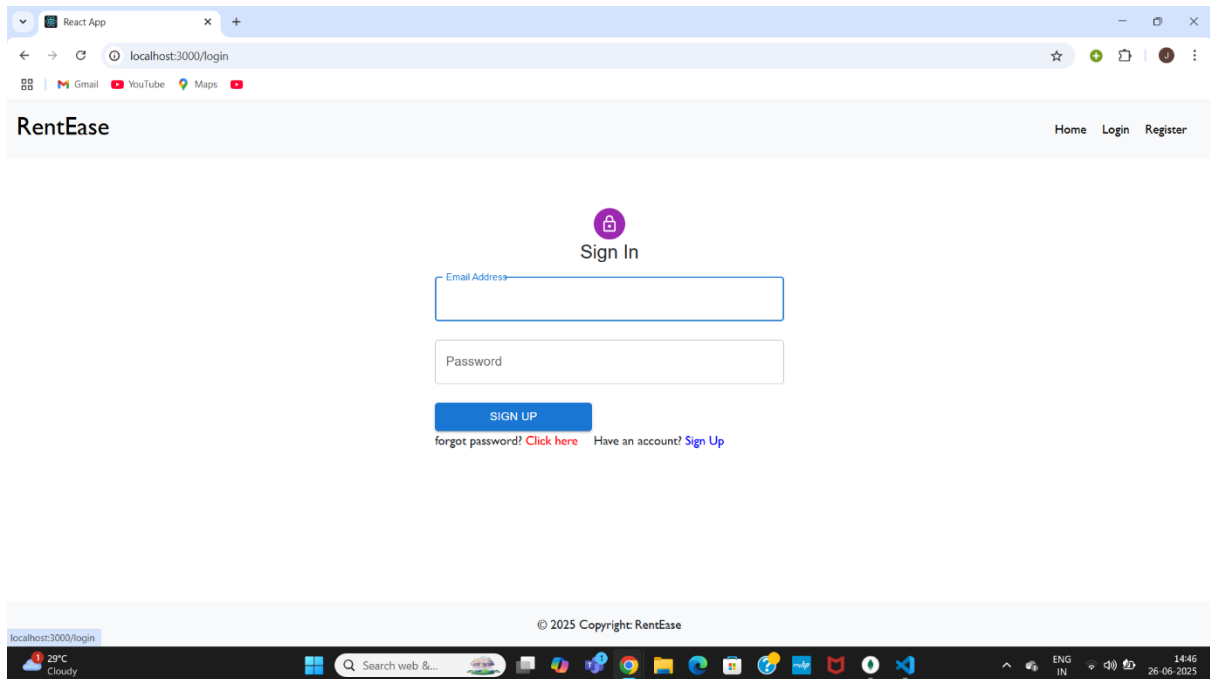 React App
localhost:3000/login
Gmail YouTube Maps
RentEase
Home Login Register
Sign In
Email Address
Password
SIGN UP
forgot password? Click here Have an account? Sign Up
© 2025 Copyright: RentEase
localhost:3000/login
1 29°C
Cloudy
Search web &...
ENG
IN
14:46
26-06-2025